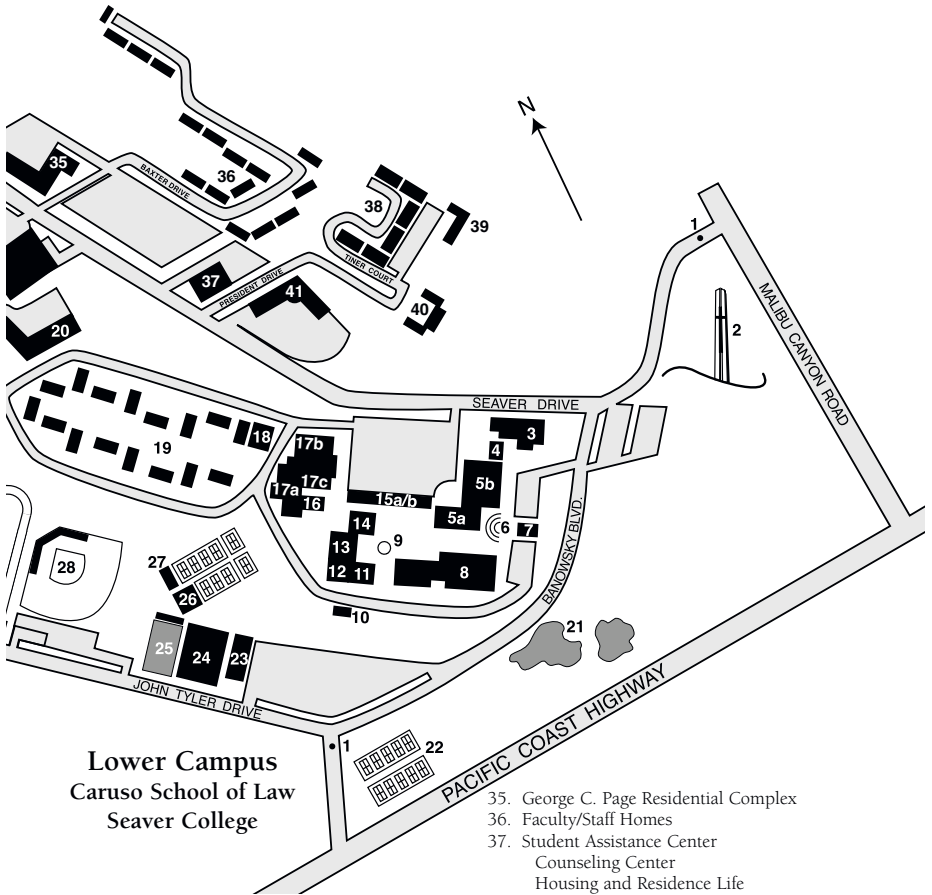 N
35
BAXTER DRIVE
36
38
39
1
TINER COURT
37
PRESIDENT DRIVE
41
40
2
MALIBU CANYON ROAD
20
SEAVER DRIVE
3
19
18
17b
4
17c
17a
16
15a/b
5b
5a
6
7
14
9
13
12
11
8
BANOWSKY BLVD.
28
27
26
10
25
24
23
21
JOHN TYLER DRIVE
1
22
PACIFIC COAST HIGHWAY
Lower Campus
Caruso School of Law
Seaver College
35. George C. Page Residential Complex
36. Faculty/Staff Homes
37. Student Assistance Center
Counseling Center
Housing and Residence Life